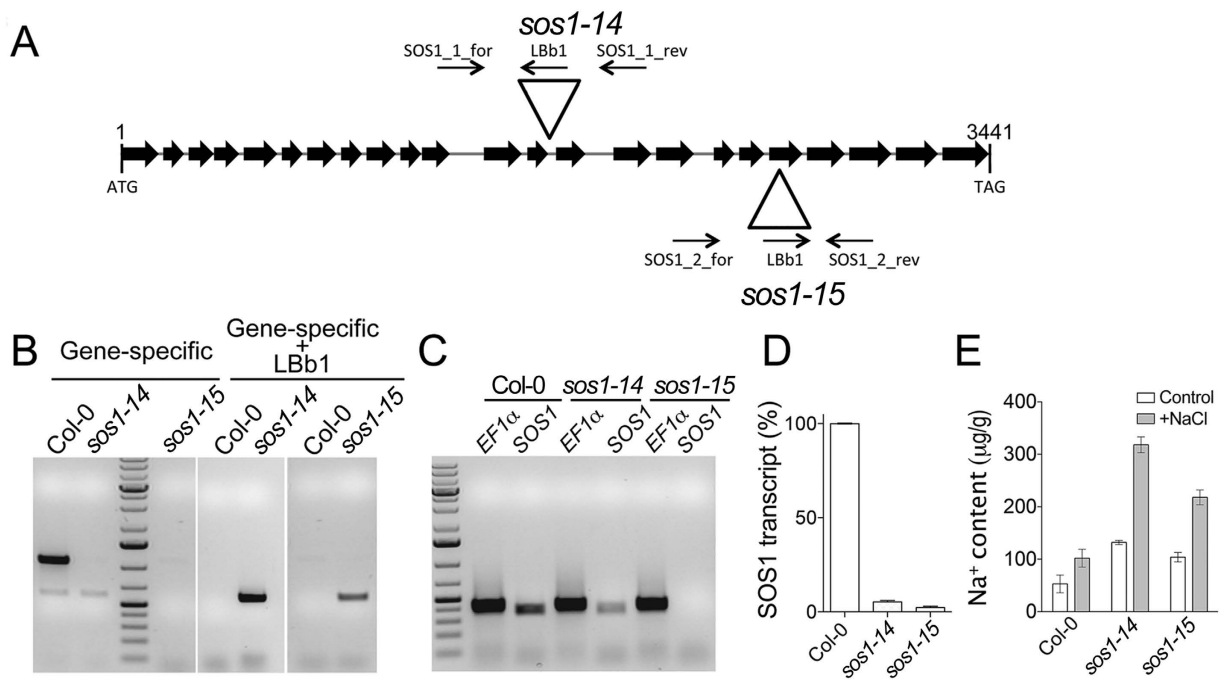 A
sos1-14
SOS1_1_for
LBb1
SOS1_1_rev
1
3441
ATG
TAG
SOS1_2_for
LBb1
SOS1_2_rev
sos1-15
B
Gene-specific
Gene-specific
+
LBb1
Col-0
sos1-14
sos1-15
Col-0
sos1-14
Col-0
sos1-15
C
Col-0
sos1-14
sos1-15
EF1α
SOS1
EF1α
SOS1
EF1α
SOS1
D
SOS1 transcript (%)
100
50
0
Col-0
sos1-14
sos1-15
E
Na⁺ content (µg/g)
400
300
200
100
0
Control
+NaCl
Col-0
sos1-14
sos1-15